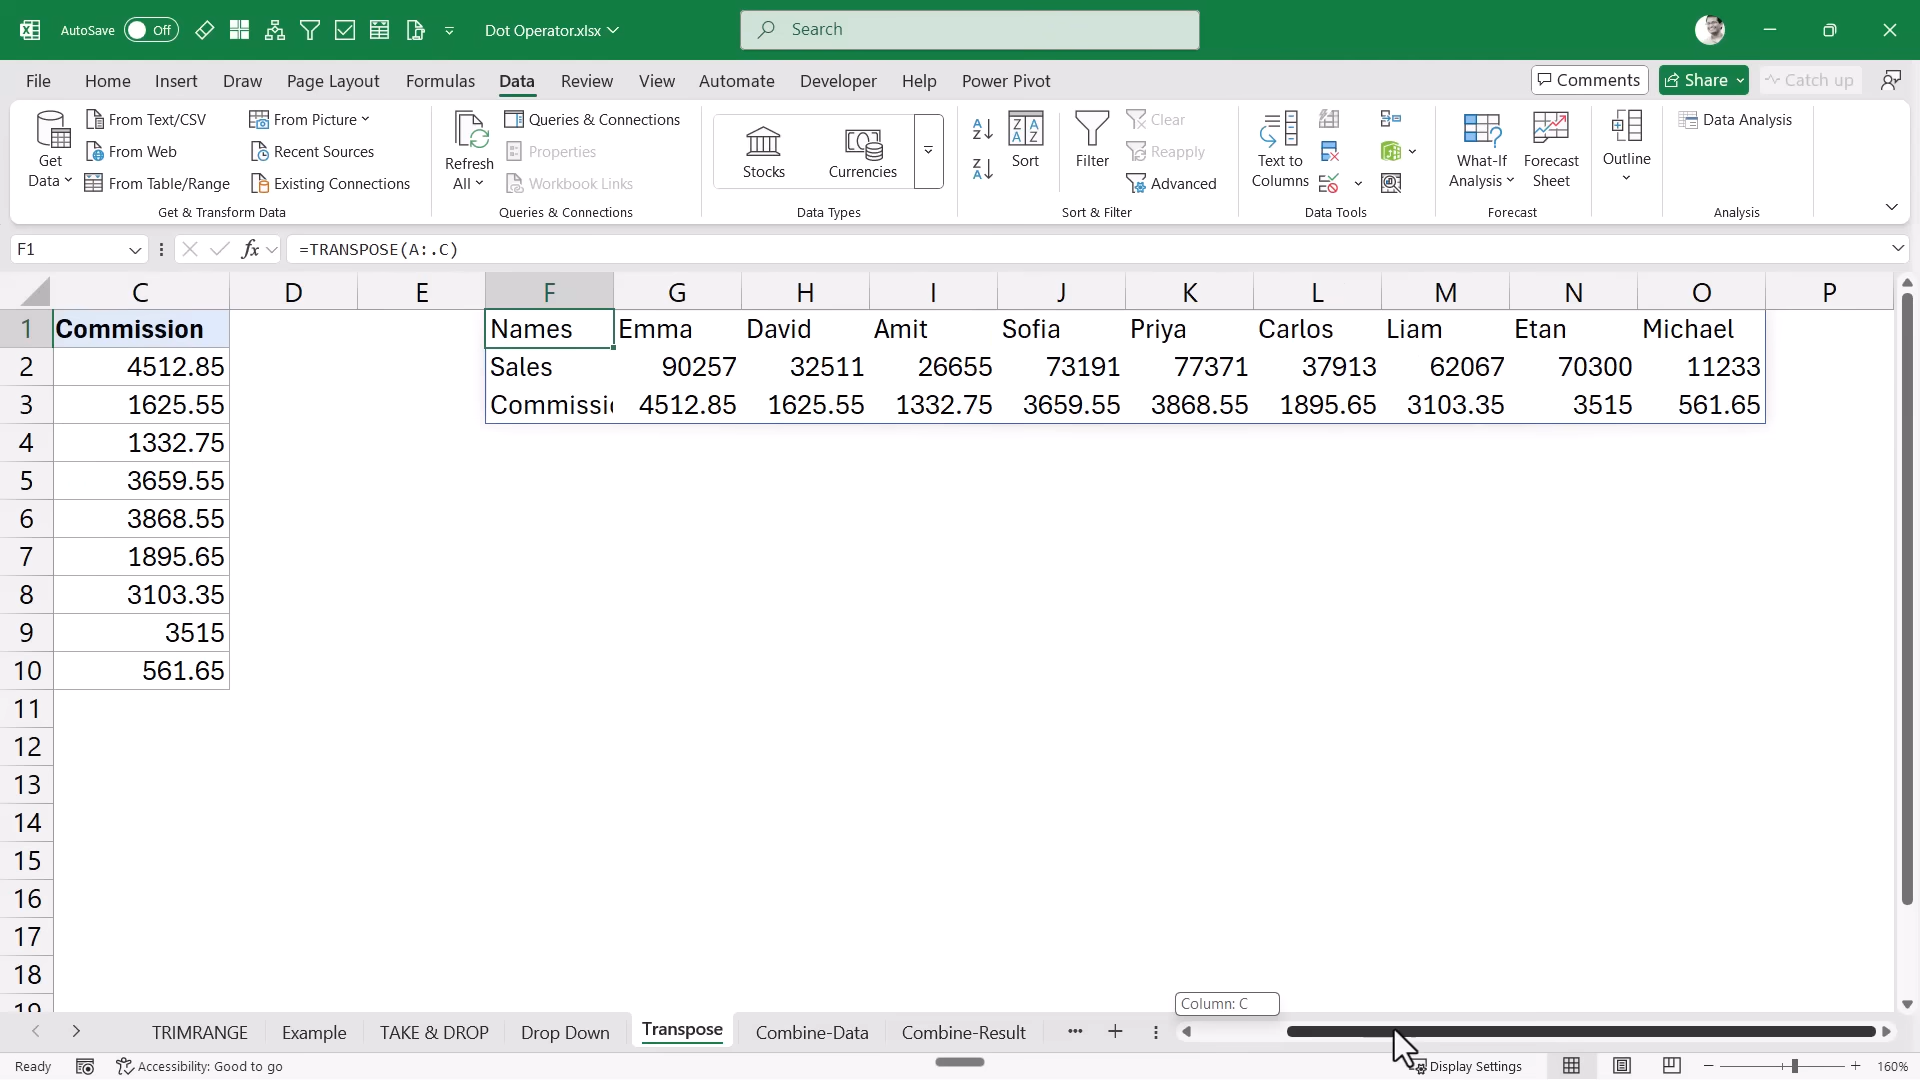 AutoSave Off Dot Operator.xlsx Search
File Home Insert Draw Page Layout Formulas Data Review View Automate Developer Help Power Pivot Comments Share Catch up
Get Data
From Text/CSV
From Web
From Table/Range
From Picture
Recent Sources
Existing Connections
Get & Transform Data
Refresh All
Queries & Connections
Properties
Workbook Links
Queries & Connections
Stocks Currencies
Data Types
Sort
Filter
Clear
Reapply
Advanced
Sort & Filter
Text to Columns
Data Tools
What-If Analysis
Forecast Sheet
Forecast
Outline
Data Analysis
Analysis
F1 fx =TRANSPOSE(A:.C)
C D E F G H I J K L M N O P
1 Commission Names Emma David Amit Sofia Priya Carlos Liam Etan Michael
2 4512.85 Sales 90257 32511 26655 73191 77371 37913 62067 70300 11233
3 1625.55 Commissi 4512.85 1625.55 1332.75 3659.55 3868.55 1895.65 3103.35 3515 561.65
4 1332.75
5 3659.55
6 3868.55
7 1895.65
8 3103.35
9 3515
10 561.65
11
12
13
14
15
16
17
18
19
Column: C
TRIMRANGE Example TAKE & DROP Drop Down Transpose Combine-Data Combine-Result
Ready Accessibility: Good to go Display Settings 160%